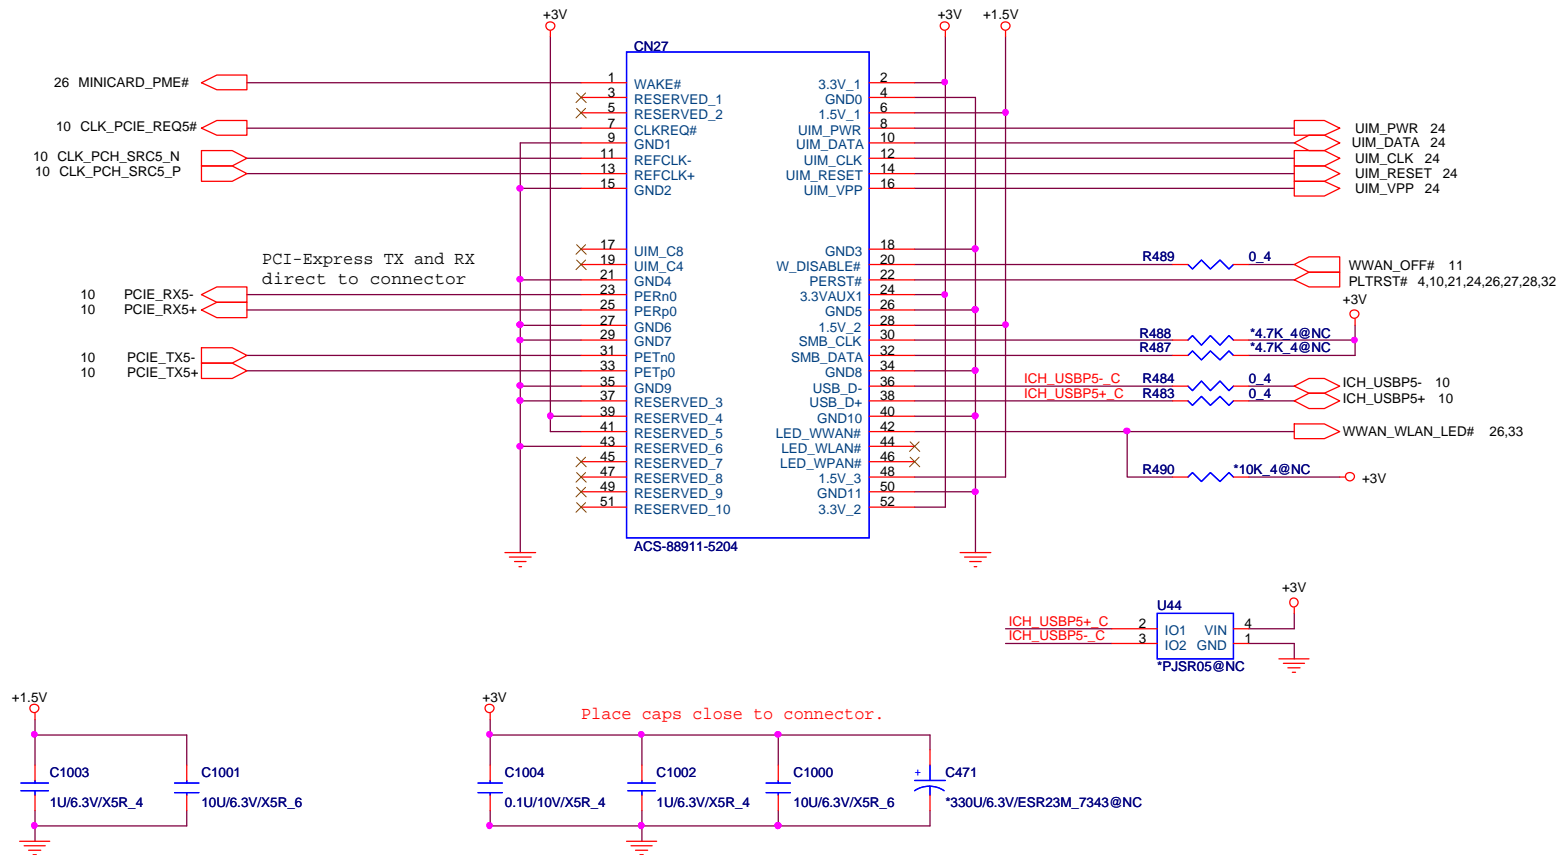 +3V
+3V
+1.5V
CN27
26 MINICARD_PME#
1 WAKE#
3 RESERVED_1
5 RESERVED_2
10 CLK_PCIE_REQ5#
7 CLKREQ#
9 GND1
10 CLK_PCH_SRC5_N
11 REFCLK-
10 CLK_PCH_SRC5_P
13 REFCLK+
15 GND2
3.3V_1 2
GND0 4
1.5V_1 6
UIM_PWR 8
UIM_PWR 24
UIM_DATA 10
UIM_DATA 24
UIM_CLK 12
UIM_CLK 24
UIM_RESET 14
UIM_RESET 24
UIM_VPP 16
UIM_VPP 24
PCI-Express TX and RX
direct to connector
17 UIM_C8
19 UIM_C4
21 GND4
10 PCIE_RX5-
23 PERn0
10 PCIE_RX5+
25 PERp0
27 GND6
29 GND7
10 PCIE_TX5-
31 PETn0
10 PCIE_TX5+
33 PETp0
35 GND9
37 RESERVED_3
39 RESERVED_4
41 RESERVED_5
43 RESERVED_6
45 RESERVED_7
47 RESERVED_8
49 RESERVED_9
51 RESERVED_10
GND3 18
W_DISABLE# 20
R489 0_4
WWAN_OFF# 11
PERST# 22
PLTRST# 4,10,21,24,26,27,28,32
3.3VAUX1 24
+3V
GND5 26
1.5V_2 28
SMB_CLK 30
R488 *4.7K_4@NC
SMB_DATA 32
R487 *4.7K_4@NC
GND8 34
USB_D- 36
ICH_USBP5-_C R484 0_4
ICH_USBP5- 10
USB_D+ 38
ICH_USBP5+_C R483 0_4
ICH_USBP5+ 10
GND10 40
LED_WWAN# 42
WWAN_WLAN_LED# 26,33
LED_WLAN# 44
LED_WPAN# 46
1.5V_3 48
R490 *10K_4@NC
+3V
GND11 50
3.3V_2 52
ACS-88911-5204
+3V
U44
ICH_USBP5+_C 2 IO1 VIN 4
ICH_USBP5-_C 3 IO2 GND 1
*PJSR05@NC
+1.5V
+3V
Place caps close to connector.
C1003
1U/6.3V/X5R_4
C1001
10U/6.3V/X5R_6
C1004
0.1U/10V/X5R_4
C1002
1U/6.3V/X5R_4
C1000
10U/6.3V/X5R_6
+ C471
*330U/6.3V/ESR23M_7343@NC